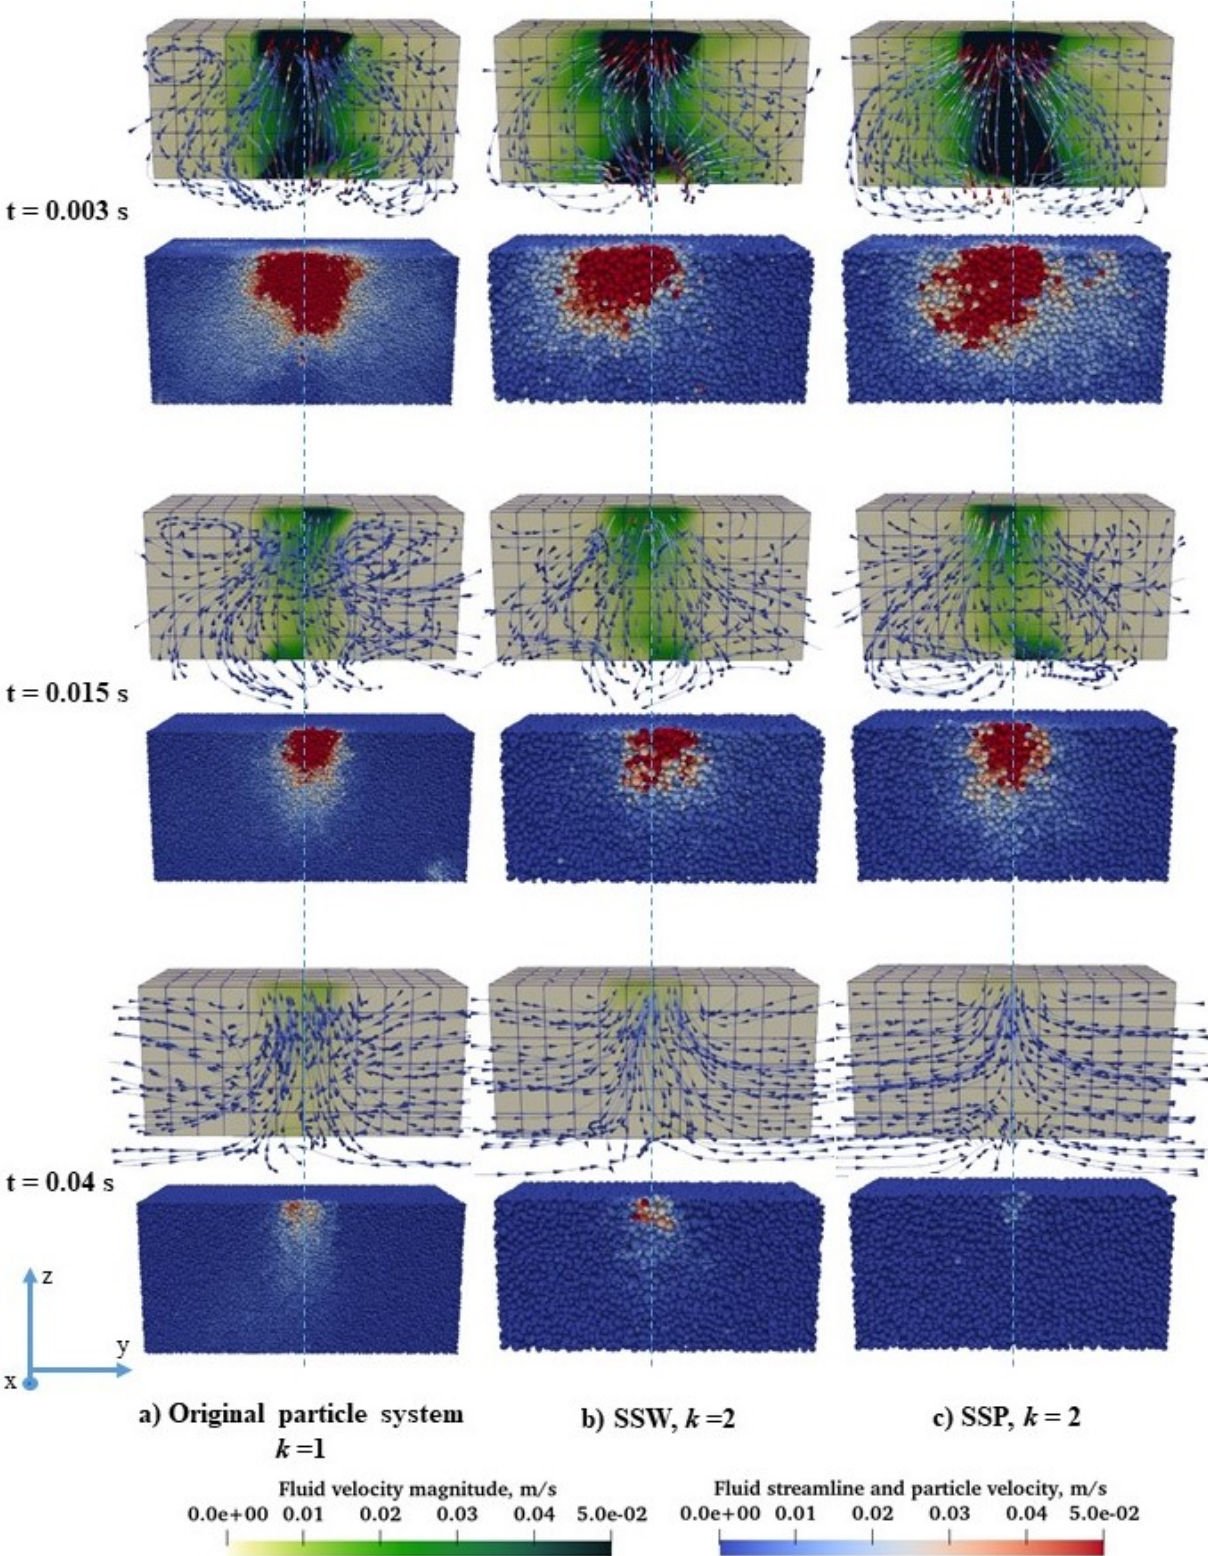 t = 0.003 s
t = 0.015 s
t = 0.04 s
z
y
x
a) Original particle system
k =1
b) SSW, k =2
c) SSP, k = 2
Fluid velocity magnitude, m/s
0.0e+00 0.01 0.02 0.03 0.04 5.0e-02
Fluid streamline and particle velocity, m/s
0.0e+00 0.01 0.02 0.03 0.04 5.0e-02